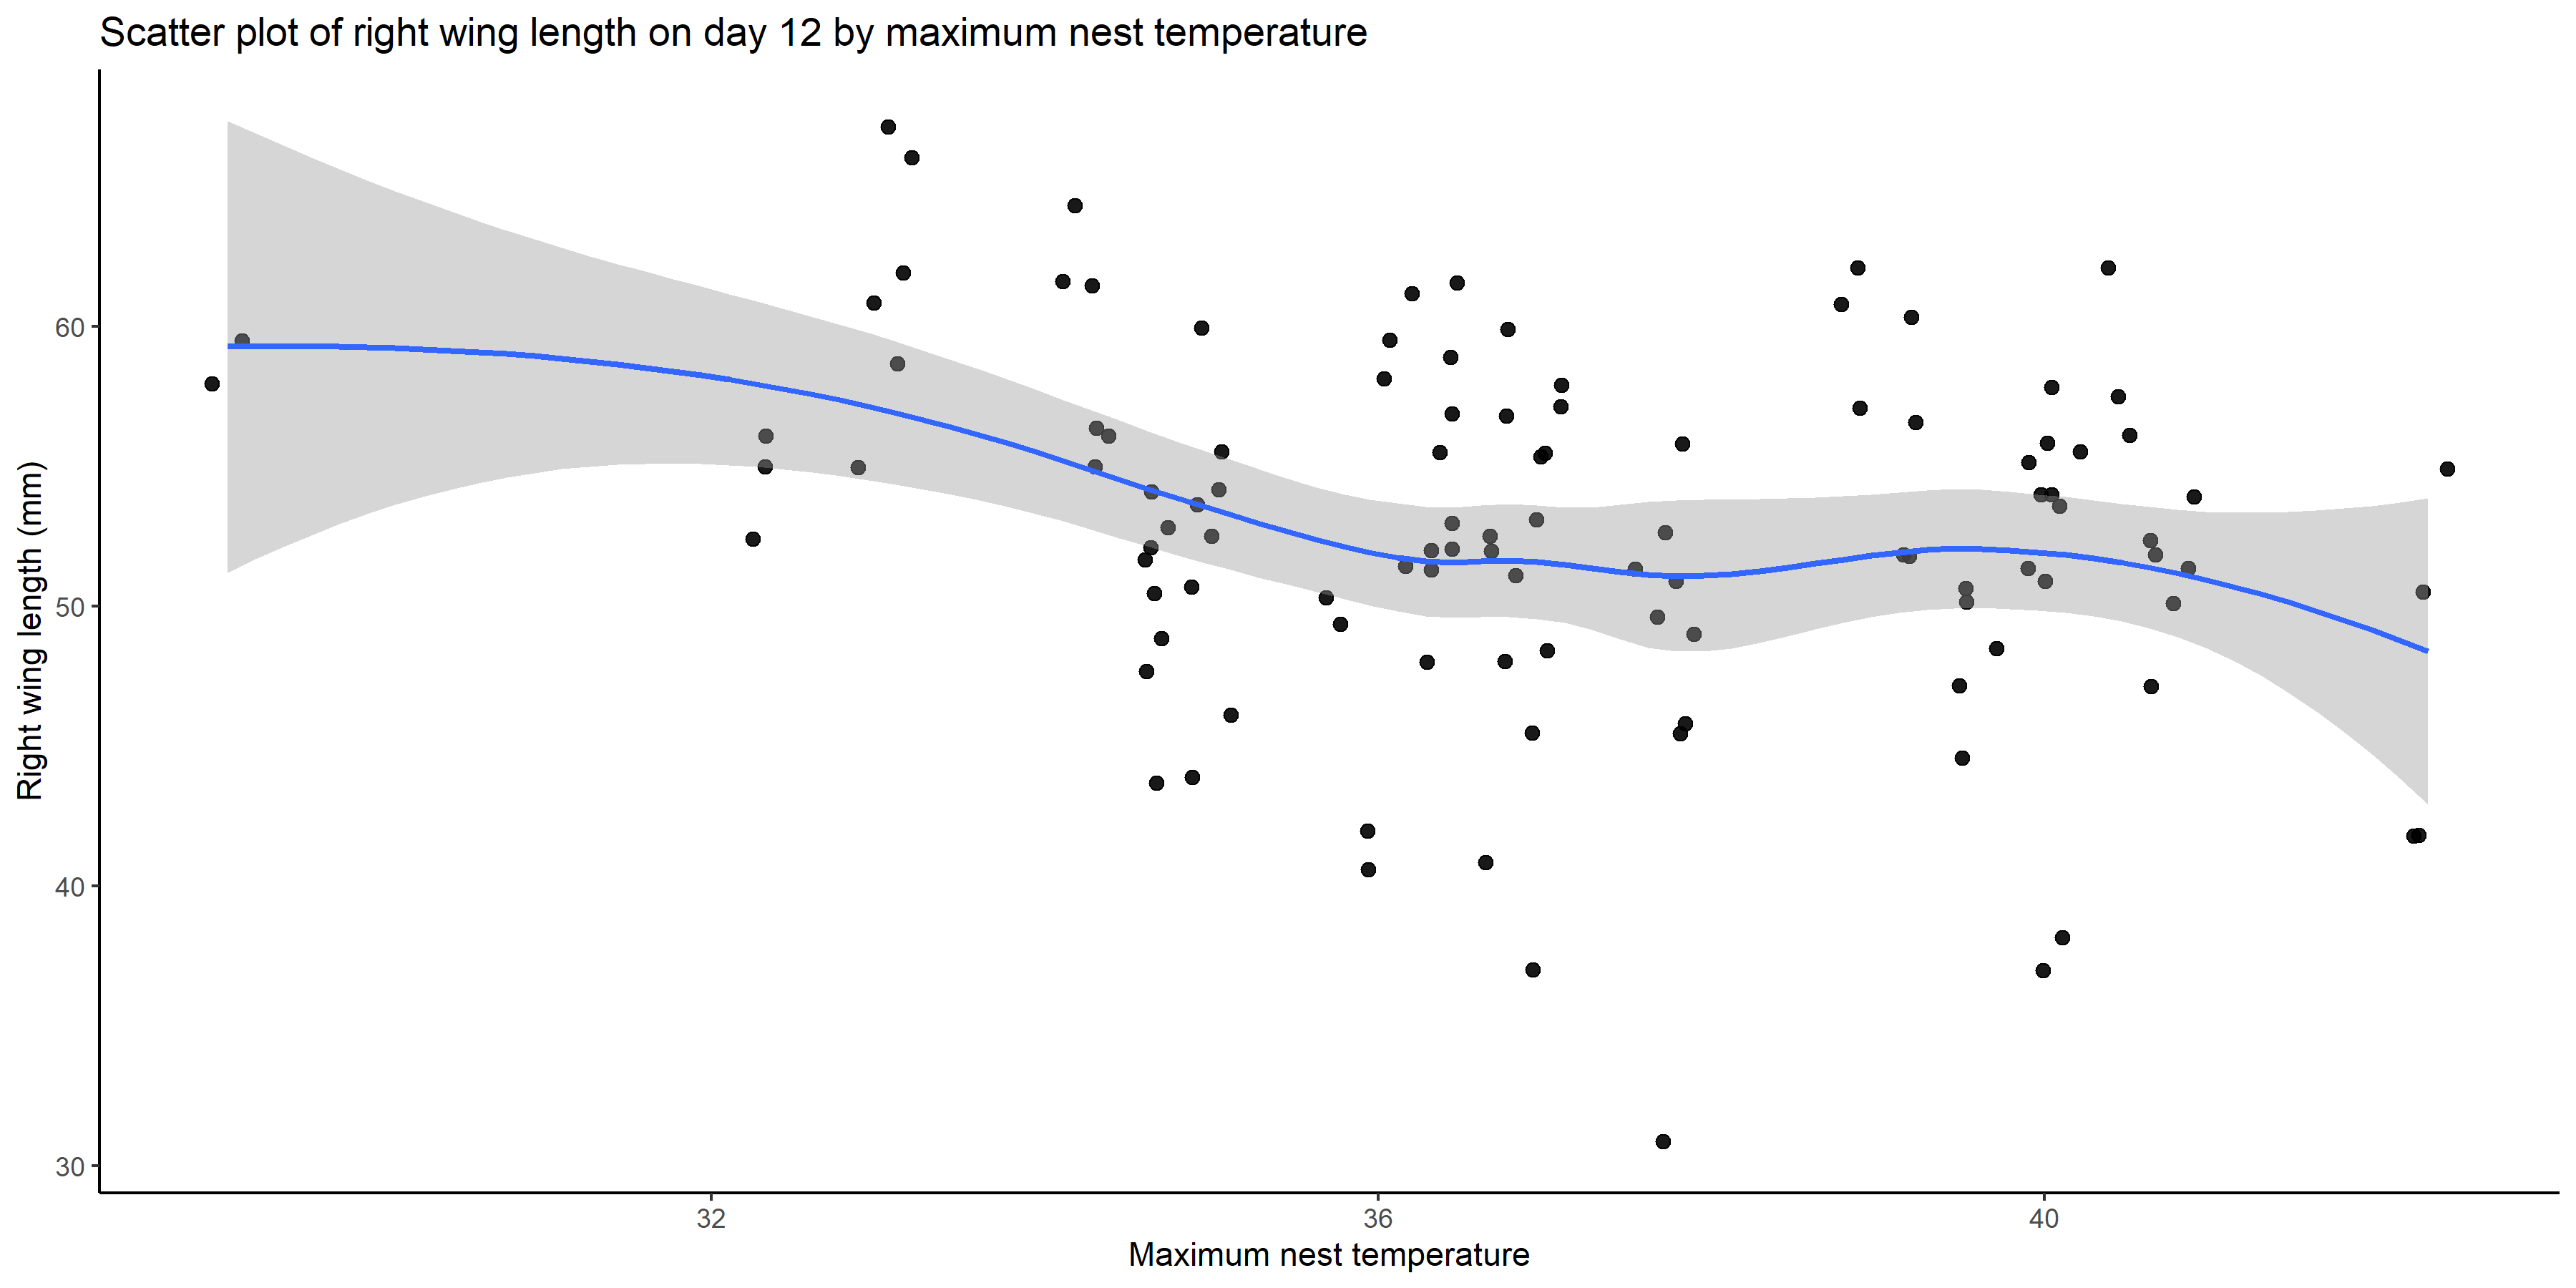 Scatter plot of right wing length on day 12 by maximum nest temperature
Right wing length (mm)
60
50
40
30
32
36
40
Maximum nest temperature